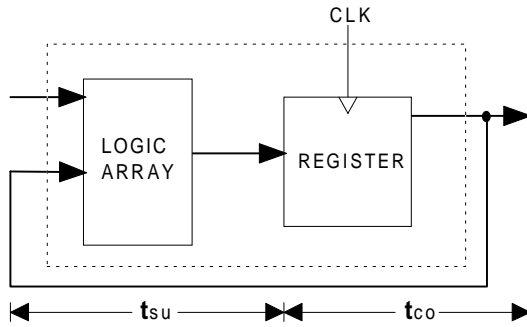 CLK
LOGIC
ARRAY
REGISTER
tsu
tco